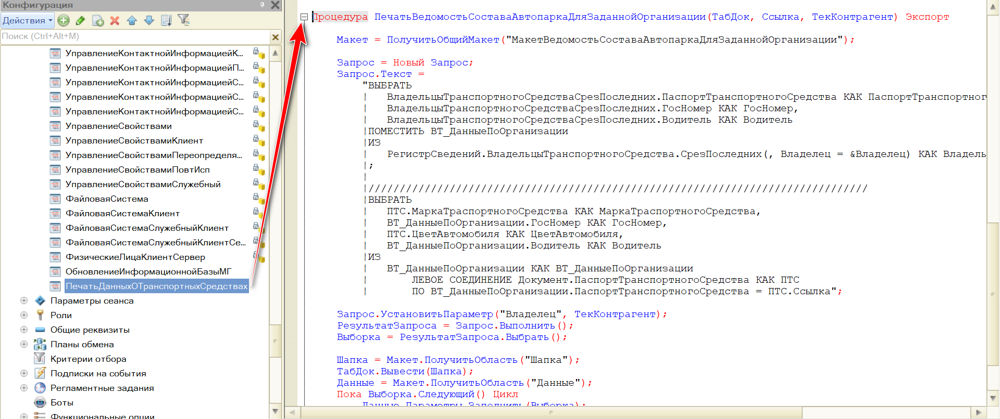 Конфигурация
Действия
Поиск (Ctrl+Alt+M)
УправлениеКонтактнойИнформациейК...
УправлениеКонтактнойИнформациейП...
УправлениеКонтактнойИнформациейС...
УправлениеКонтактнойИнформациейС...
УправлениеКонтактнойИнформациейС...
УправлениеСвойствами
УправлениеСвойствамиКлиент
УправлениеСвойствамиПереопределя...
УправлениеСвойствамиПовтИсп
УправлениеСвойствамиСлужебный
ФайловаяСистема
ФайловаяСистемаКлиент
ФайловаяСистемаСлужебныйКлиент
ФайловаяСистемаСлужебныйКлиентСе...
ФизическиеЛицаКлиентСервер
ОбновлениеИнформационнойБазыМГ
ПечатьДанныхОТранспортныхСредствах
Параметры сеанса
Роли
Общие реквизиты
Планы обмена
Критерии отбора
Подписки на события
Регламентные задания
Боты
Функциональные опции
Процедура ПечатьВедомостьСоставаАвтопаркаДляЗаданнойОрганизации(ТабДок, Ссылка, ТекКонтрагент) Экспорт
Макет = ПолучитьОбщийМакет("МакетВедомостьСоставаАвтопаркаДляЗаданнойОрганизации");
Запрос = Новый Запрос;
Запрос.Текст =
"ВЫБРАТЬ
| ВладельцыТранспортногоСредстваСрезПоследних.ПаспортТранспортногоСредства КАК ПаспортТранспортног
| ВладельцыТранспортногоСредстваСрезПоследних.ГосНомер КАК ГосНомер,
| ВладельцыТранспортногоСредстваСрезПоследних.Водитель КАК Водитель
|ПОМЕСТИТЬ ВТ_ДанныеПоОрганизации
|ИЗ
| РегистрСведений.ВладельцыТранспортногоСредства.СрезПоследних(, Владелец = &Владелец) КАК Владель
|;
|
|////////////////////////////////////////////////////////////////////////////////
|ВЫБРАТЬ
| ПТС.МаркаТраспортногоСредства КАК МаркаТраспортногоСредства,
| ВТ_ДанныеПоОрганизации.ГосНомер КАК ГосНомер,
| ПТС.ЦветАвтомобиля КАК ЦветАвтомобиля,
| ВТ_ДанныеПоОрганизации.Водитель КАК Водитель
|ИЗ
| ВТ_ДанныеПоОрганизации КАК ВТ_ДанныеПоОрганизации
| ЛЕВОЕ СОЕДИНЕНИЕ Документ.ПаспортТранспортногоСредства КАК ПТС
| ПО ВТ_ДанныеПоОрганизации.ПаспортТранспортногоСредства = ПТС.Ссылка";
Запрос.УстановитьПараметр("Владелец", ТекКонтрагент);
РезультатЗапроса = Запрос.Выполнить();
Выборка = РезультатЗапроса.Выбрать();
Шапка = Макет.ПолучитьОбласть("Шапка");
ТабДок.Вывести(Шапка);
Данные = Макет.ПолучитьОбласть("Данные");
Пока Выборка.Следующий() Цикл
Данные.Параметры.Заполнить(Выборка);